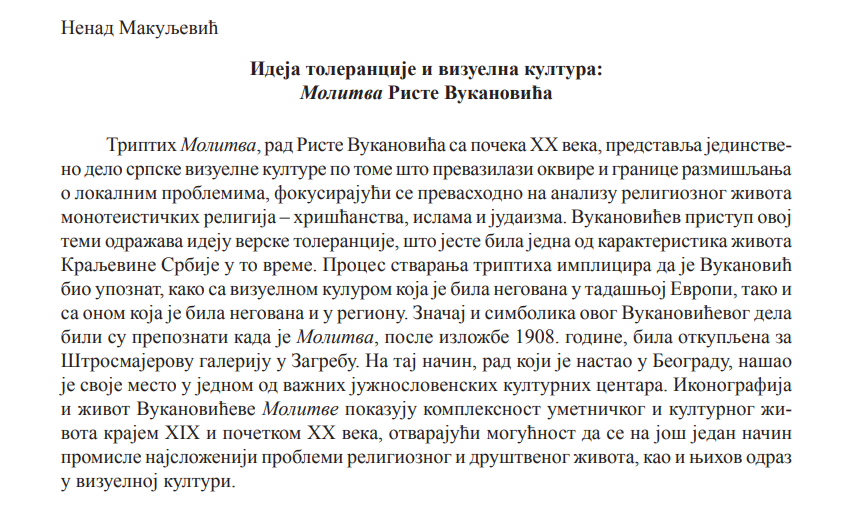 Ненад Макуљевић
Идеја толеранције и визуелна култура:
Молитва Ристе Вукановића
Триптих Молитва, рад Ристе Вукановића са почека XX века, представља јединстве-
но дело српске визуелне културе по томе што превазилази оквире и границе размишљања
о локалним проблемима, фокусирајући се превасходно на анализу религиозног живота
монотеистичких религија – хришћанства, ислама и јудаизма. Вукановићев приступ овој
теми одражава идеју верске толеранције, што јесте била једна од карактеристика живота
Краљевине Србије у то време. Процес стварања триптиха имплицира да је Вукановић
био упознат, како са визуелном кулуром која је била негована у тадашњој Европи, тако и
са оном која је била негована и у региону. Значај и симболика овог Вукановићевог дела
били су препознати када је Молитва, после изложбе 1908. године, била откупљена за
Штросмајерову галерију у Загребу. На тај начин, рад који је настао у Београду, нашао
је своје место у једном од важних јужнословенских културних центара. Иконографија
и живот Вукановићеве Молитве показују комплексност уметничког и културног жи-
вота крајем XIX и почетком XX века, отварајући могућност да се на још један начин
промисле најсложенији проблеми религиозног и друштвеног живота, као и њихов одраз
у визуелној култури.